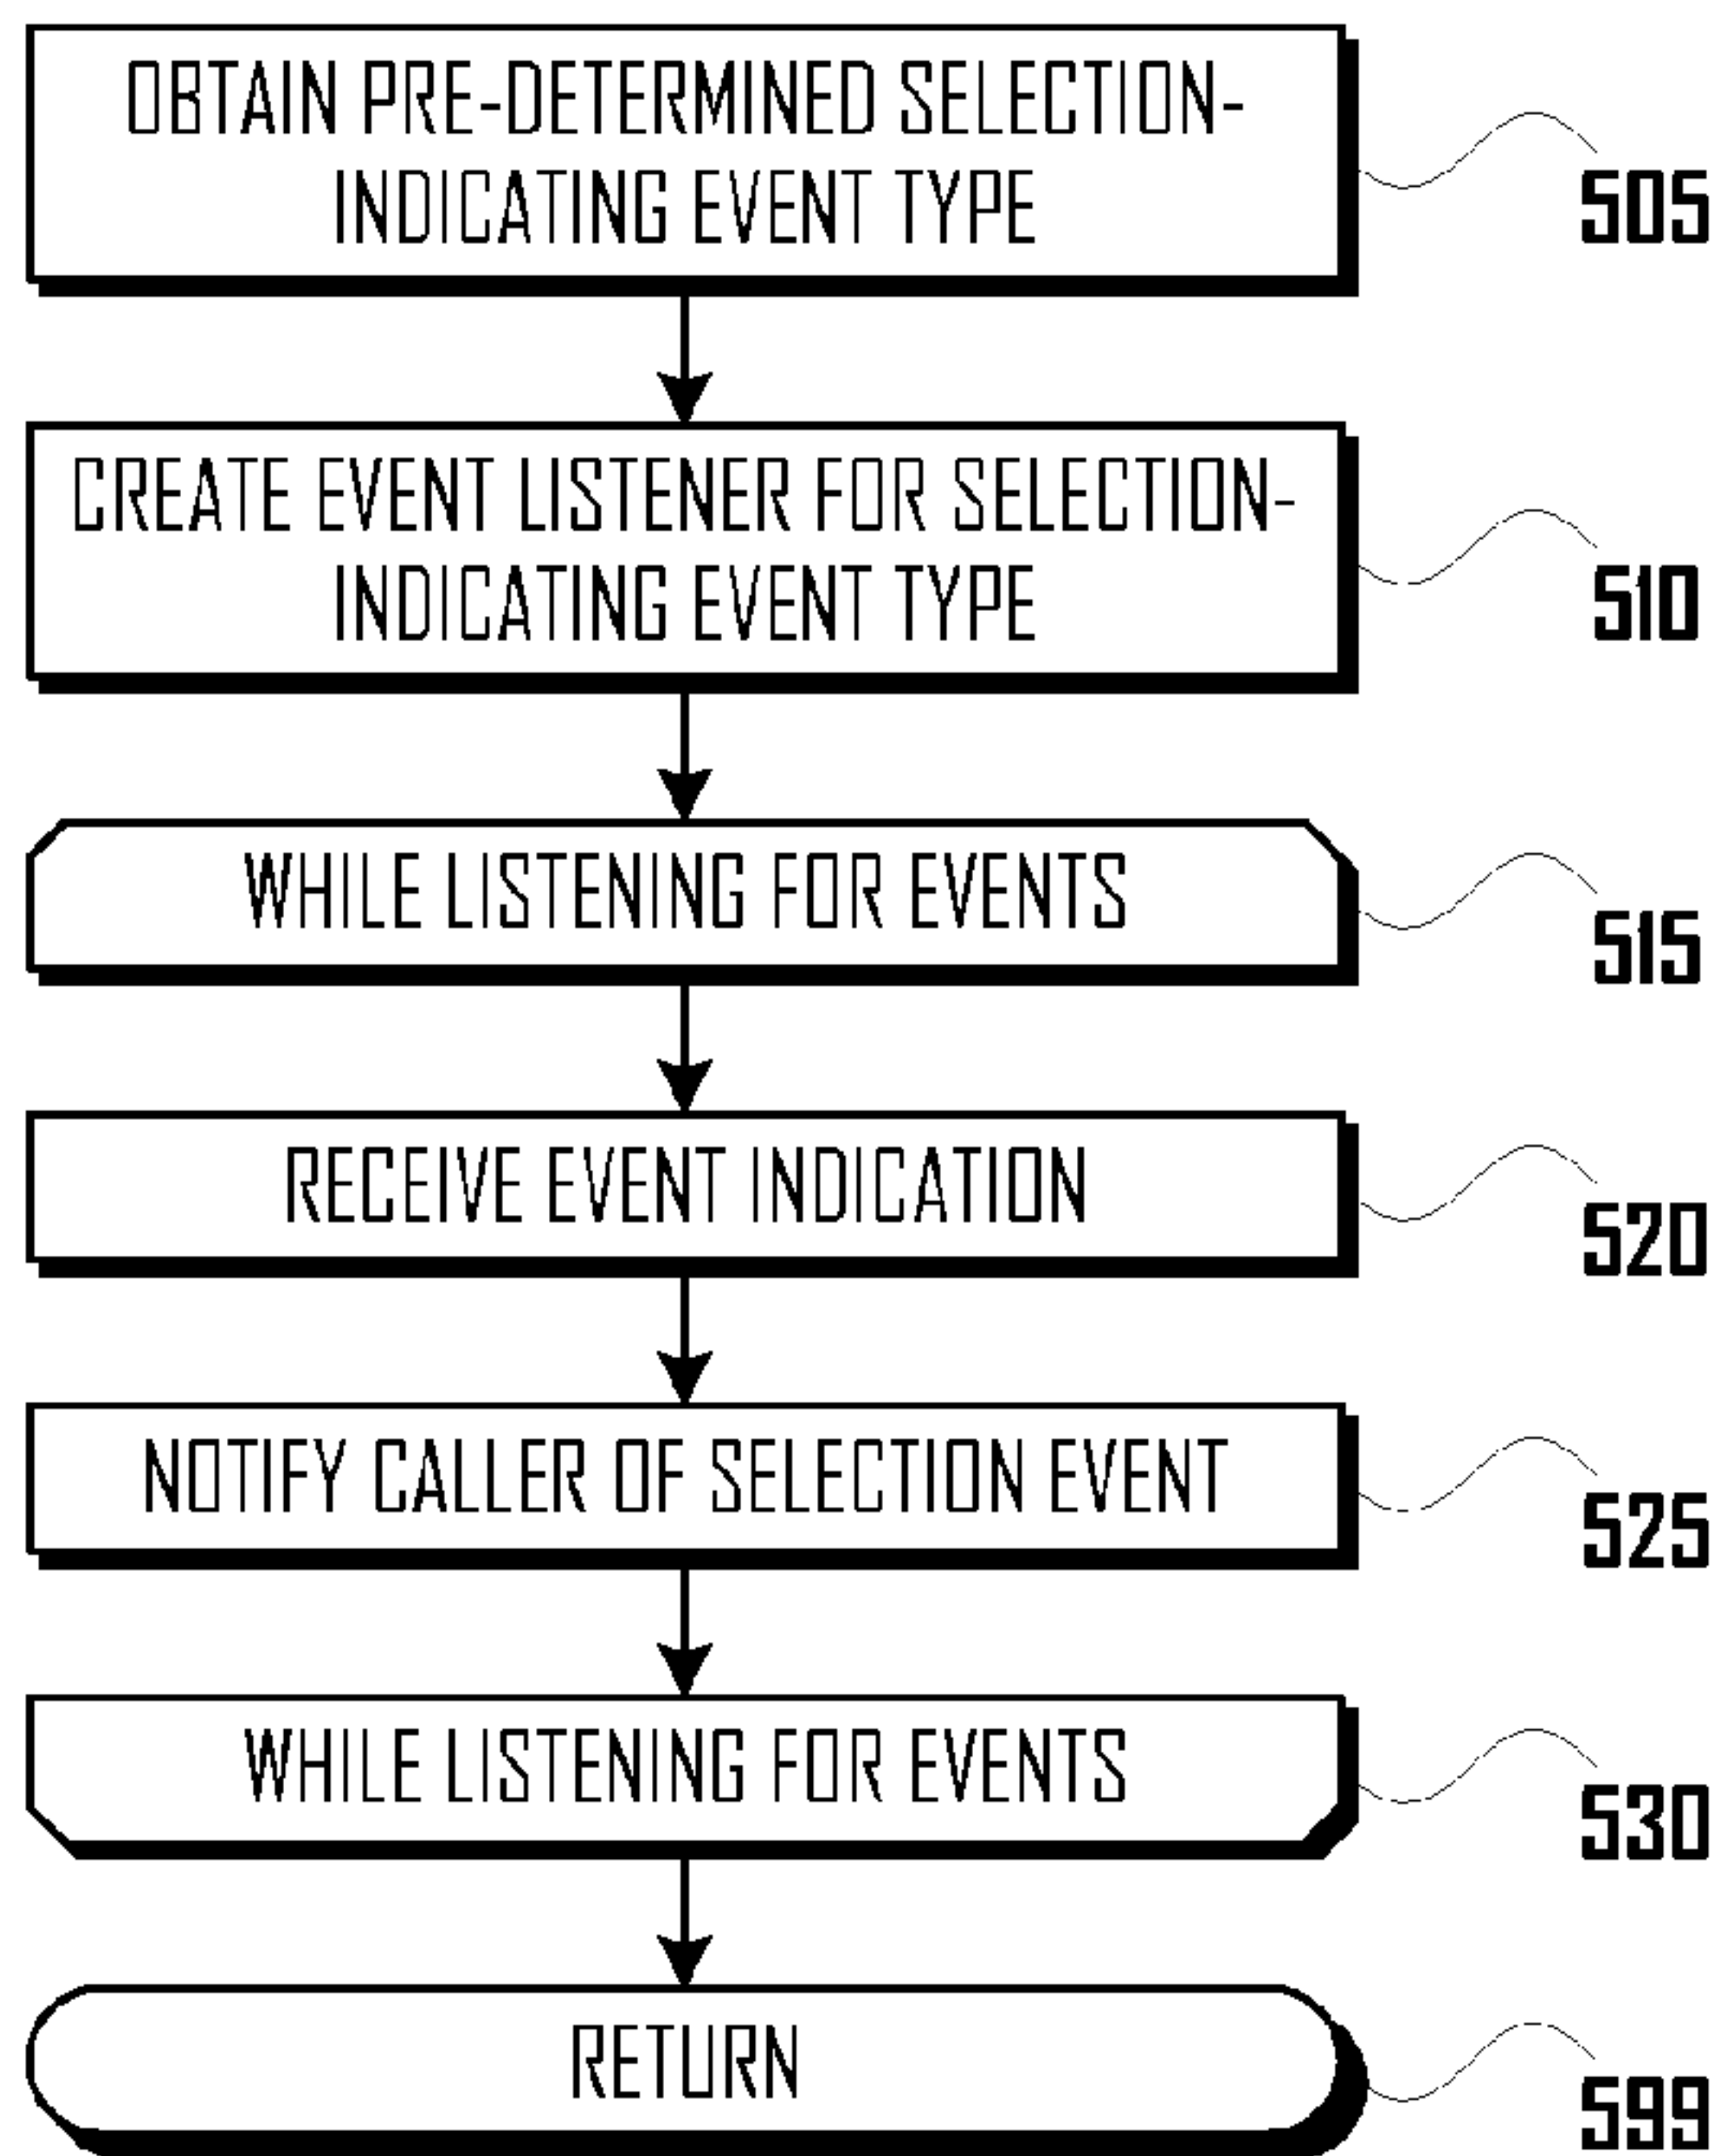 OBTAIN PRE-DETERMINED SELECTION-
INDICATING EVENT TYPE
505
CREATE EVENT LISTENER FOR SELECTION-
INDICATING EVENT TYPE
510
WHILE LISTENING FOR EVENTS
515
RECEIVE EVENT INDICATION
520
NOTIFY CALLER OF SELECTION EVENT
525
WHILE LISTENING FOR EVENTS
530
RETURN
599